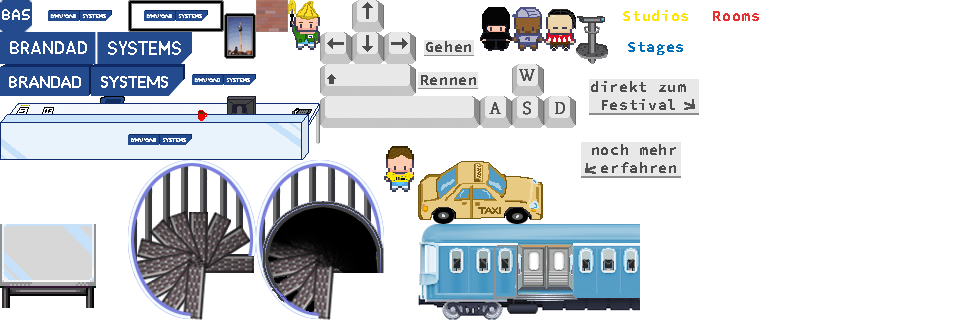 BAS
BRANDAD SYSTEMS
BRANDAD SYSTEMS
↑
← ↓ → Gehen
Rennen
W
A S D
Studios Rooms
Stages
direkt zum
Festival
noch mehr
erfahren
TAXI